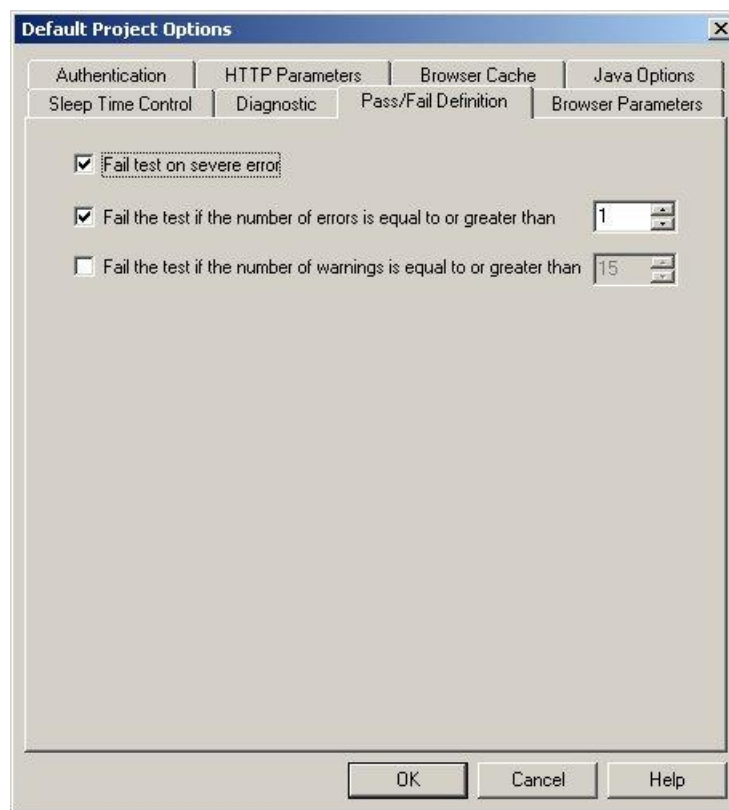 Default Project Options
Authentication HTTP Parameters Browser Cache Java Options
Sleep Time Control Diagnostic Pass/Fail Definition Browser Parameters
Fail test on severe error
Fail the test if the number of errors is equal to or greater than 1
Fail the test if the number of warnings is equal to or greater than 15
OK Cancel Help